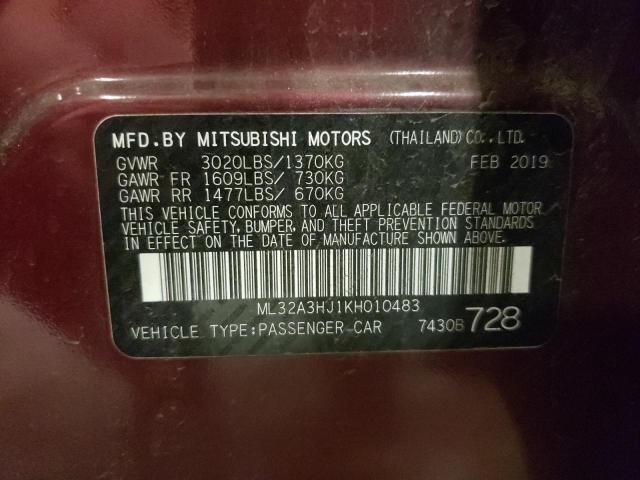 MFD.BY MITSUBISHI MOTORS (THAILAND) CO., LTD.
GVWR 3020LBS/1370KG FEB 2019
GAWR FR 1609LBS/ 730KG
GAWR RR 1477LBS/ 670KG
THIS VEHICLE CONFORMS TO ALL APPLICABLE FEDERAL MOTOR
VEHICLE SAFETY, BUMPER, AND THEFT PREVENTION STANDARDS
IN EFFECT ON THE DATE OF MANUFACTURE SHOWN ABOVE.
ML32A3HJ1KH010483
VEHICLE TYPE:PASSENGER CAR 7430B 728